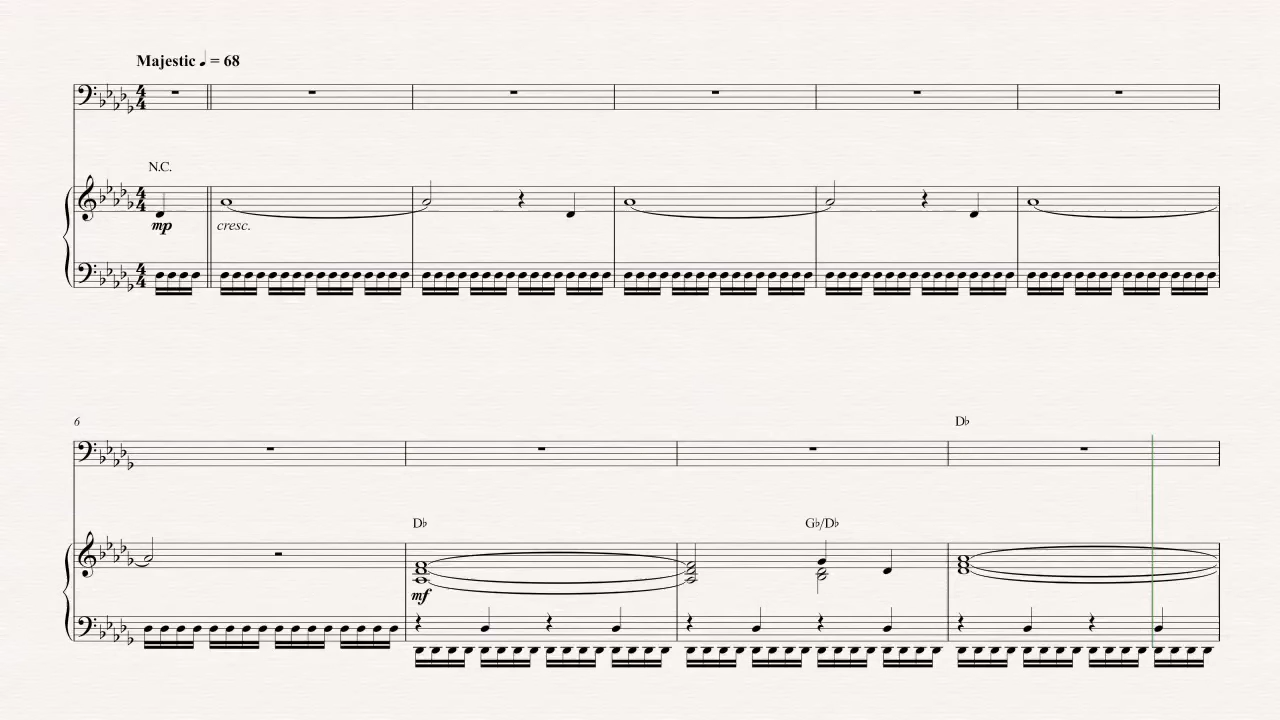 Majestic ♩ = 68
N.C.
mp
cresc.
6
D♭
D♭ G♭/D♭
mf